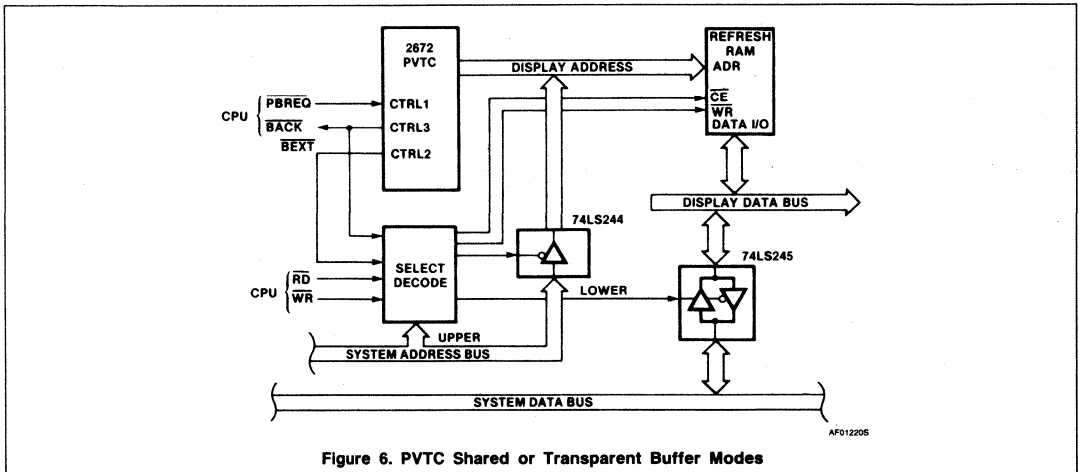 2672
PVTC
REFRESH
RAM
ADR
DISPLAY ADDRESS
CPU
PBREQ
BACK
BEXT
CTRL1
CTRL3
CTRL2
CE
WR
DATA I/O
DISPLAY DATA BUS
74LS244
74LS245
SELECT
DECODE
CPU
RD
WR
LOWER
UPPER
SYSTEM ADDRESS BUS
SYSTEM DATA BUS
AF01220S
Figure 6. PVTC Shared or Transparent Buffer Modes